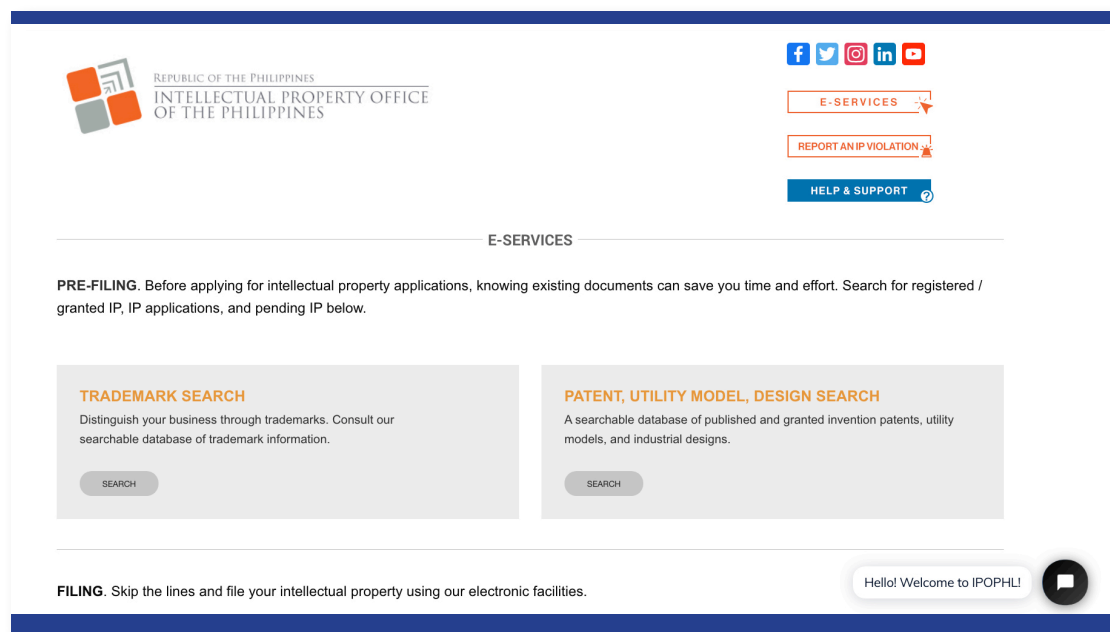 REPUBLIC OF THE PHILIPPINES
INTELLECTUAL PROPERTY OFFICE
OF THE PHILIPPINES
E-SERVICES
REPORT AN IP VIOLATION
HELP & SUPPORT
E-SERVICES
PRE-FILING. Before applying for intellectual property applications, knowing existing documents can save you time and effort. Search for registered /
granted IP, IP applications, and pending IP below.
TRADEMARK SEARCH
Distinguish your business through trademarks. Consult our
searchable database of trademark information.
SEARCH
PATENT, UTILITY MODEL, DESIGN SEARCH
A searchable database of published and granted invention patents, utility
models, and industrial designs.
SEARCH
FILING. Skip the lines and file your intellectual property using our electronic facilities.
Hello! Welcome to IPOPHL!